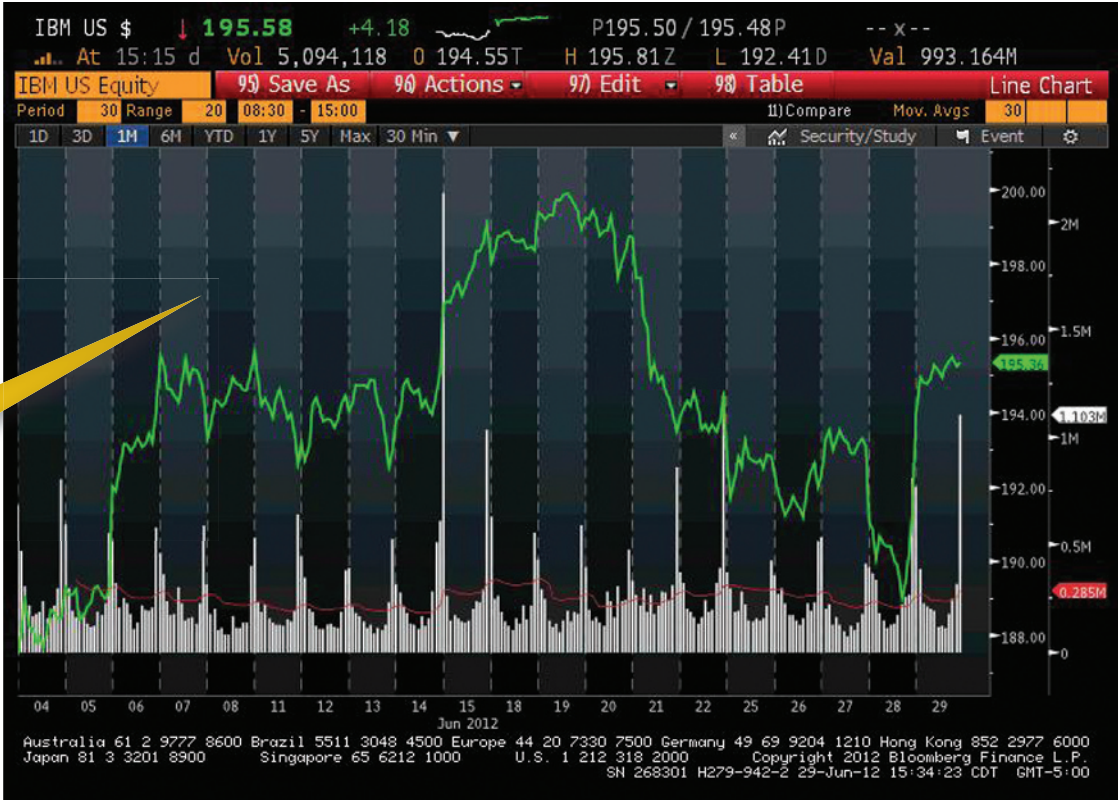 IBM US $ ↓ 195.58 +4.18 P195.50 / 195.48P -- x --
At 15:15 d Vol 5,094,118 O 194.55T H 195.81Z L 192.41D Val 993.164M
IBM US Equity 95) Save As 96) Actions 97) Edit 98) Table Line Chart
Period 30 Range 20 08:30 - 15:00 11) Compare Mov. Avgs 30
1D 3D 1M 6M YTD 1Y 5Y Max 30 Min ▼ « Security/Study Event
200.00
2M
198.00
1.5M
196.00
195.36
194.00
1.103M
1M
192.00
0.5M
190.00
0.285M
188.00
0
04 05 06 07 08 11 12 13 14 15 18 19 20 21 22 25 26 27 28 29
Jun 2012
Australia 61 2 9777 8600 Brazil 5511 3048 4500 Europe 44 20 7330 7500 Germany 49 69 9204 1210 Hong Kong 852 2977 6000
Japan 81 3 3201 8900 Singapore 65 6212 1000 U.S. 1 212 318 2000 Copyright 2012 Bloomberg Finance L.P.
SN 268301 H279-942-2 29-Jun-12 15:34:23 CDT GMT-5:00